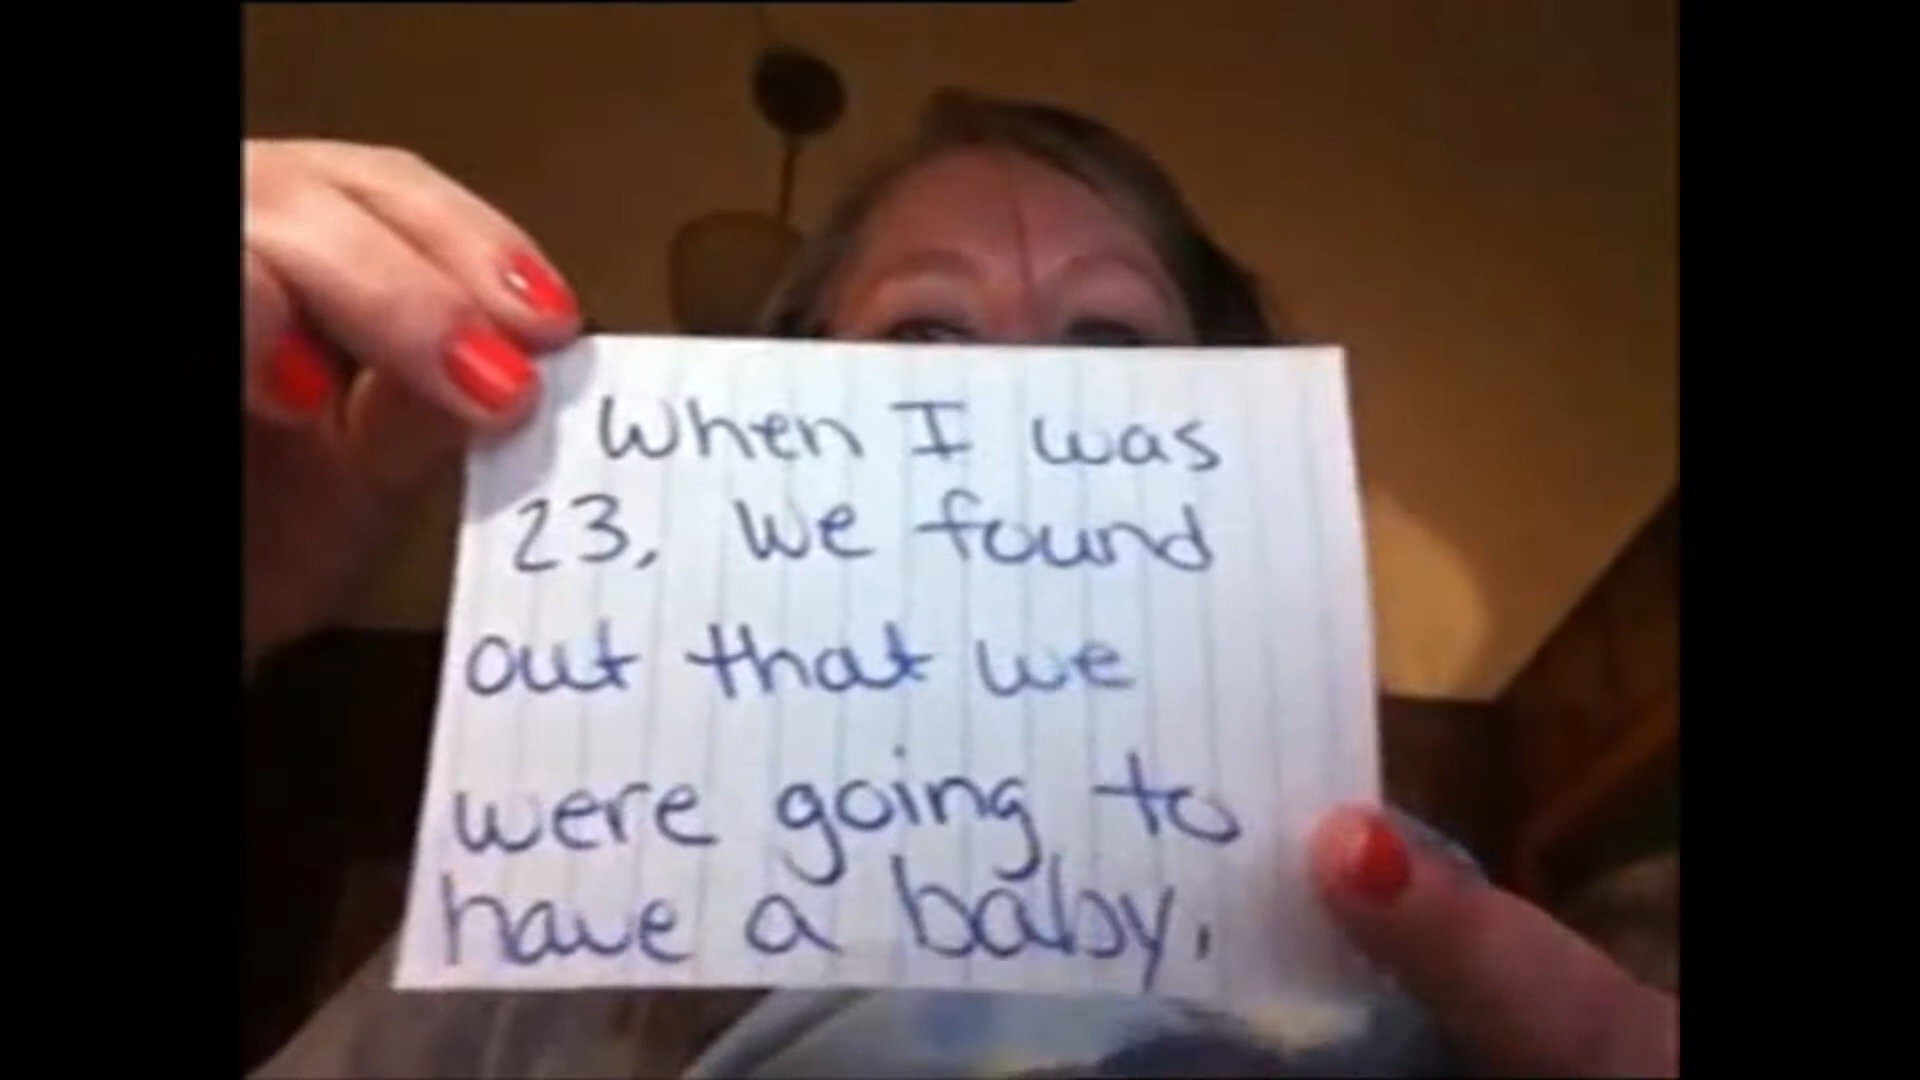 When I was
23, we found
out that we
were going to
have a baby.